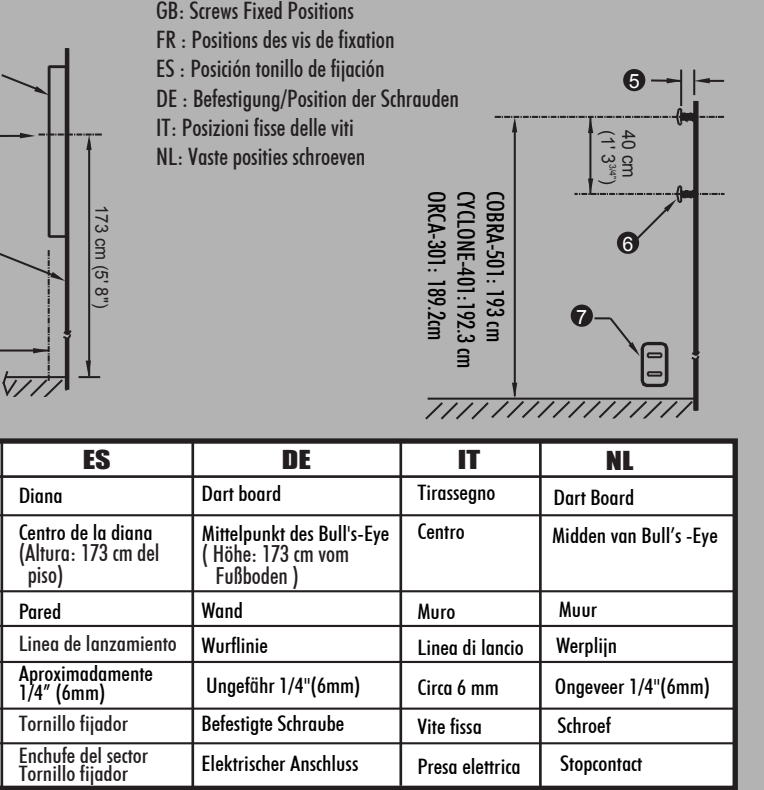 GB: Screws Fixed Positions
FR : Positions des vis de fixation
ES : Posición tonillo de fijación
DE : Befestigung/Position der Schrauden
IT: Posizioni fisse delle viti
NL: Vaste posities schroeven
173 cm (5' 8")
5
40 cm
(1' 3 3/4")
6
COBRA-501: 193 cm
CYCLONE-401:192.3 cm
ORCA-301: 189.2cm
7
ES DE IT NL
Diana Dart board Tirassegno Dart Board
Centro de la diana Mittelpunkt des Bull's-Eye Centro Midden van Bull's -Eye
(Altura: 173 cm del ( Höhe: 173 cm vom
piso) Fußboden )
Pared Wand Muro Muur
Linea de lanzamiento Wurflinie Linea di lancio Werplijn
Aproximadamente Ungefähr 1/4"(6mm) Circa 6 mm Ongeveer 1/4"(6mm)
1/4" (6mm)
Tornillo fijador Befestigte Schraube Vite fissa Schroef
Enchufe del sector Elektrischer Anschluss Presa elettrica Stopcontact
Tornillo fijador